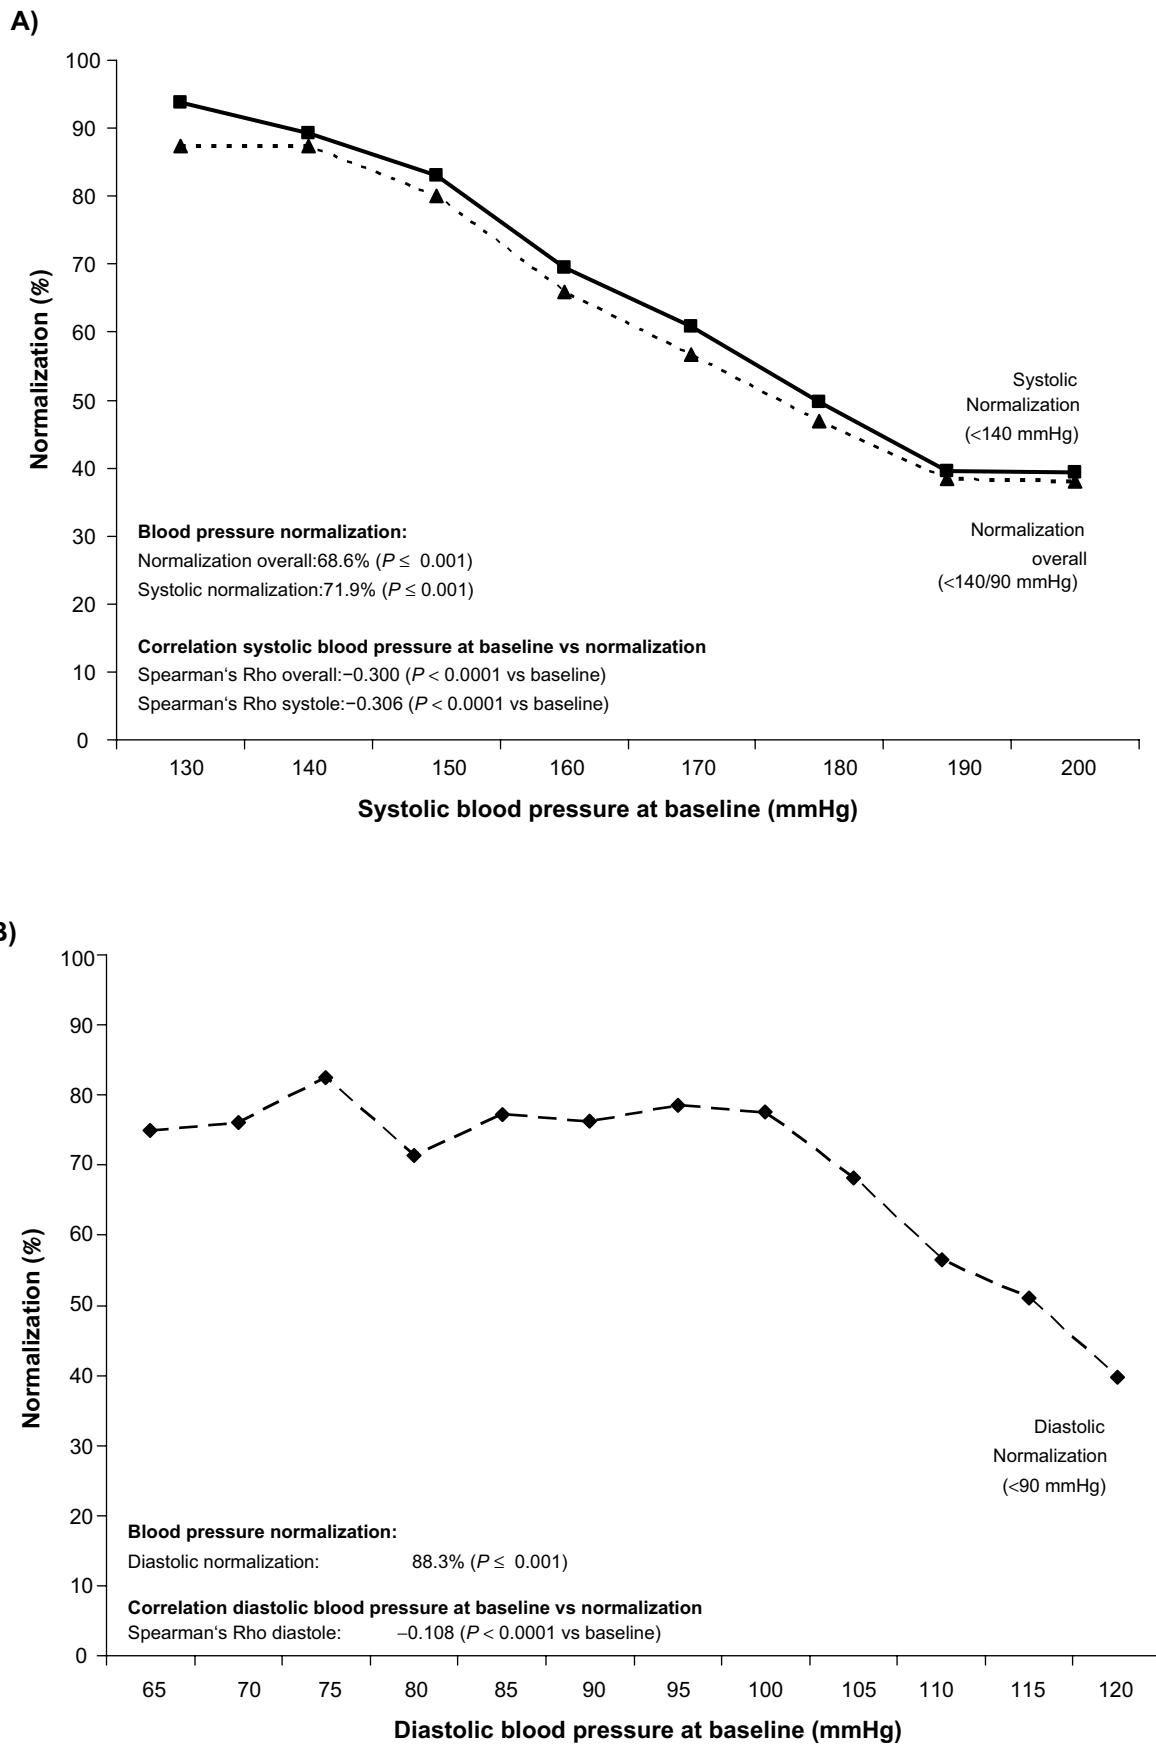 A)
100
90
80
70
60
50
40
30
20
10
0
Normalization (%)
Systolic
Normalization
(<140 mmHg)
Normalization
overall
(<140/90 mmHg)
Blood pressure normalization:
Normalization overall:68.6% (P ≤ 0.001)
Systolic normalization:71.9% (P ≤ 0.001)
Correlation systolic blood pressure at baseline vs normalization
Spearman‘s Rho overall:−0.300 (P < 0.0001 vs baseline)
Spearman‘s Rho systole:−0.306 (P < 0.0001 vs baseline)
130 140 150 160 170 180 190 200
Systolic blood pressure at baseline (mmHg)
B)
100
90
80
70
60
50
40
30
20
10
0
Normalization (%)
Diastolic
Normalization
(<90 mmHg)
Blood pressure normalization:
Diastolic normalization: 88.3% (P ≤ 0.001)
Correlation diastolic blood pressure at baseline vs normalization
Spearman‘s Rho diastole: −0.108 (P < 0.0001 vs baseline)
65 70 75 80 85 90 95 100 105 110 115 120
Diastolic blood pressure at baseline (mmHg)